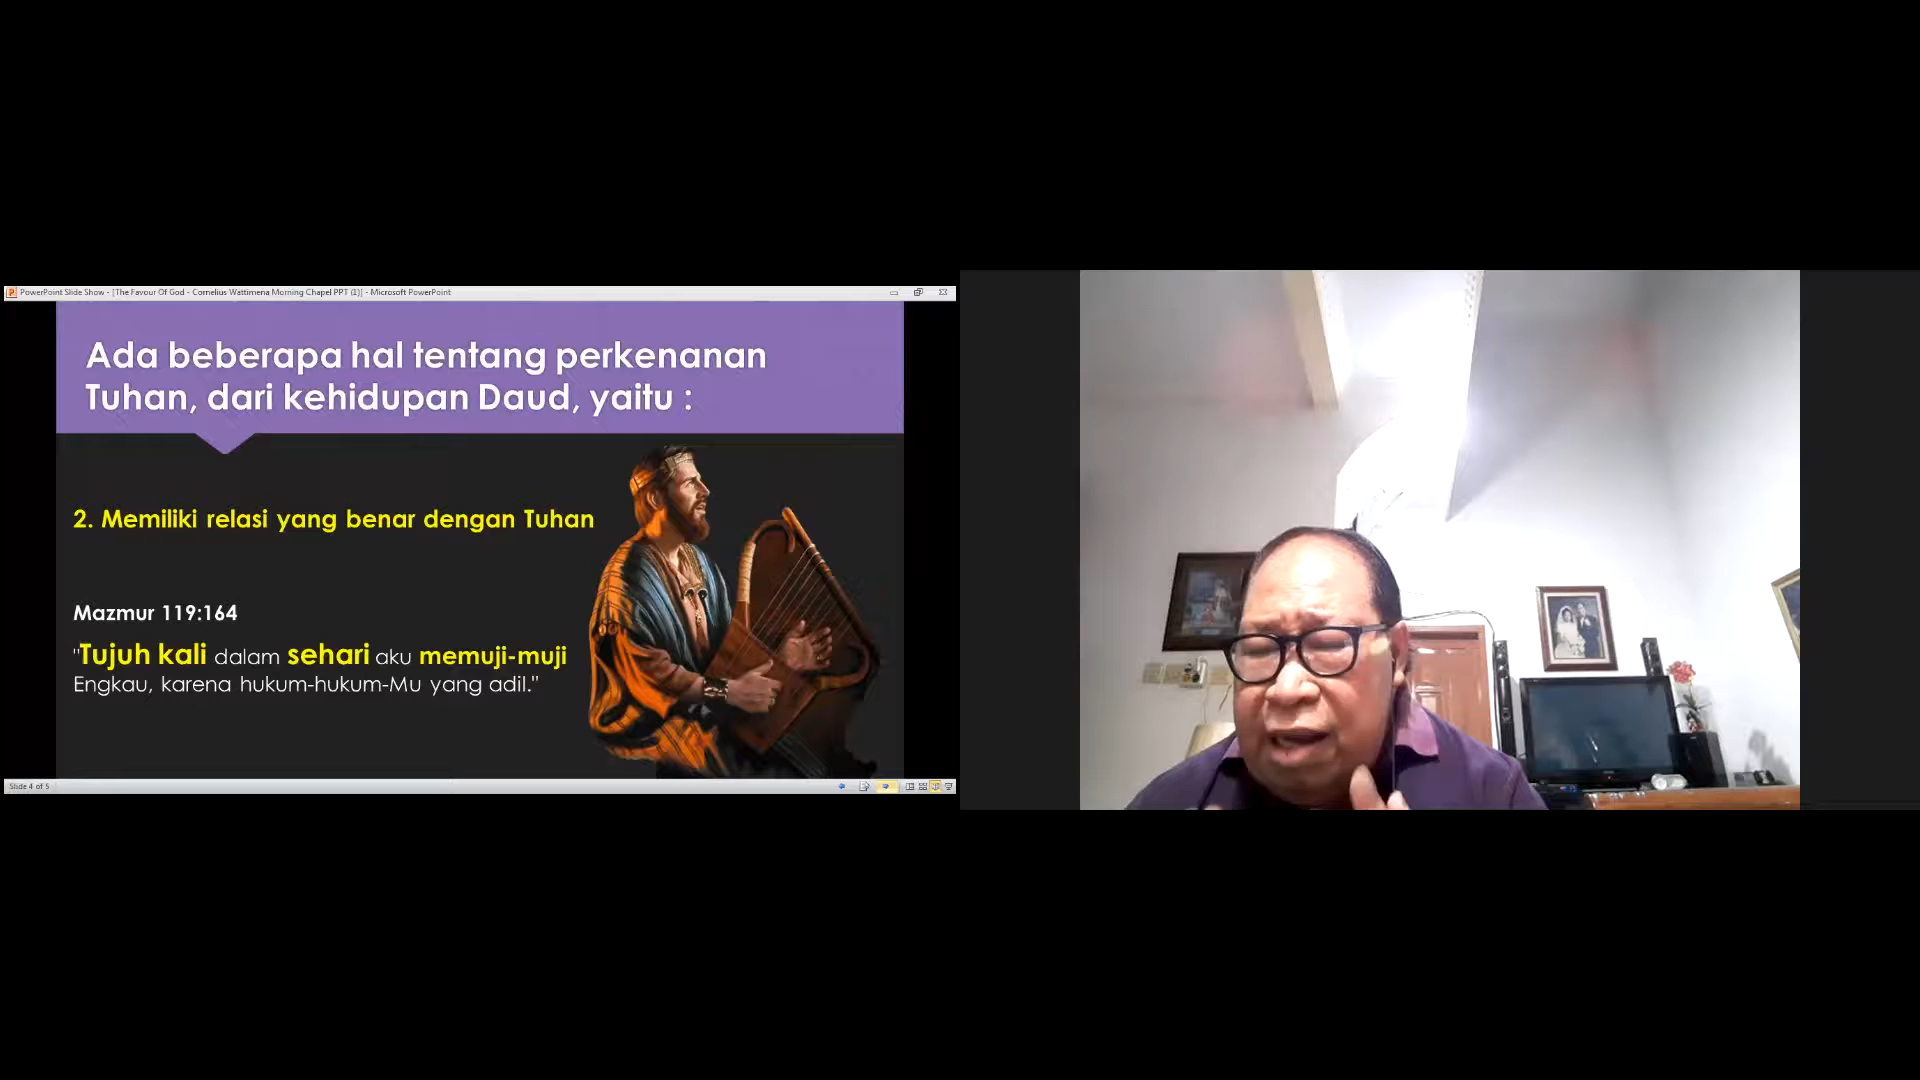 PowerPoint Slide Show - [The Favour Of God - Cornelius Wattimena Morning Chapel PPT (1)] - Microsoft PowerPoint
Ada beberapa hal tentang perkenanan
Tuhan, dari kehidupan Daud, yaitu :
2. Memiliki relasi yang benar dengan Tuhan
Mazmur 119:164
"Tujuh kali dalam sehari aku memuji-muji
Engkau, karena hukum-hukum-Mu yang adil."
Slide 4 of 5